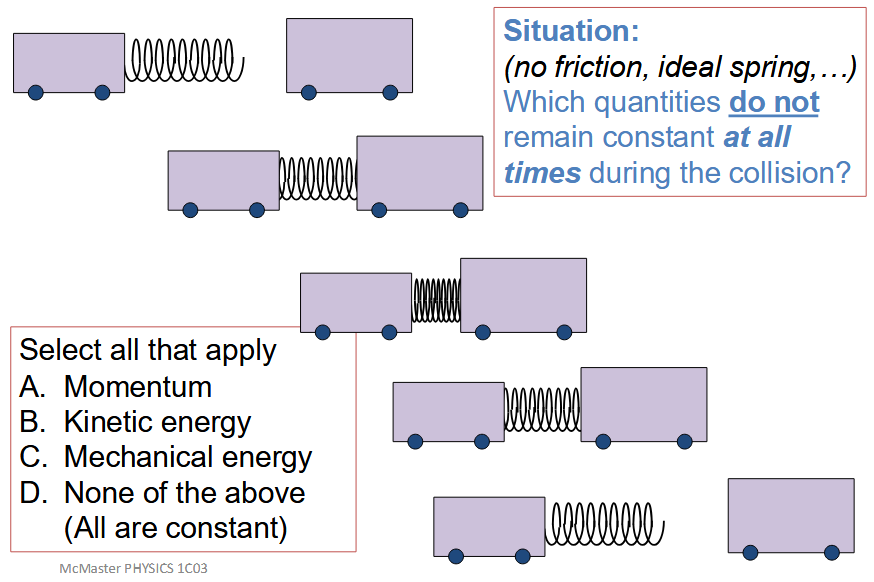 Situation:
(no friction, ideal spring,…)
Which quantities do not
remain constant at all
times during the collision?
Select all that apply
A. Momentum
B. Kinetic energy
C. Mechanical energy
D. None of the above
(All are constant)
McMaster PHYSICS 1C03